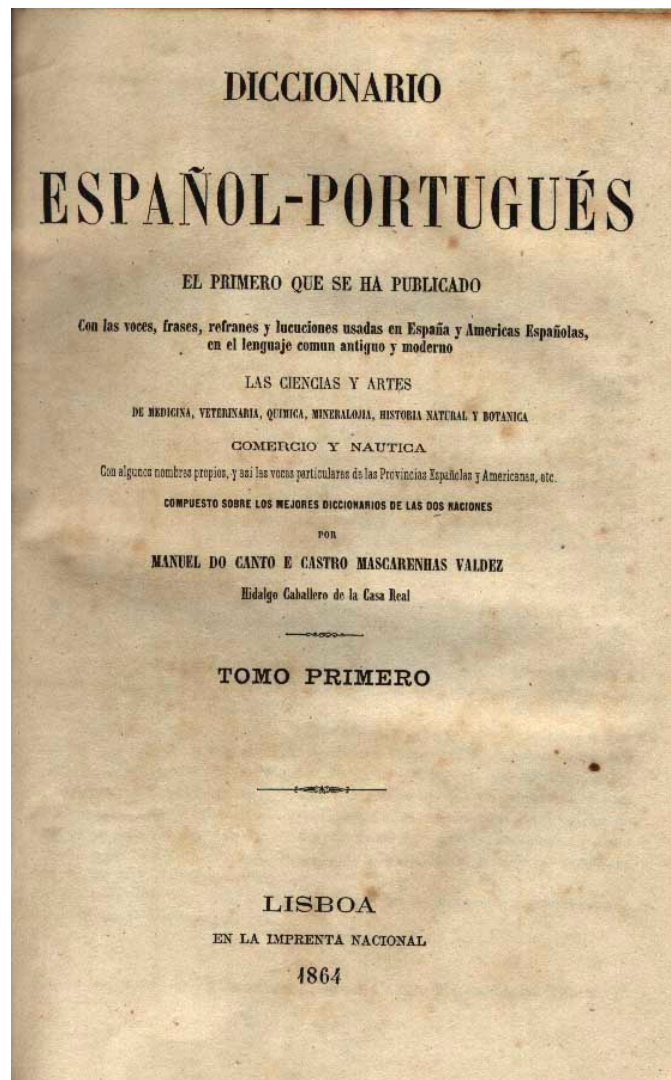 DICCIONARIO
ESPAÑOL-PORTUGUÉS
EL PRIMERO QUE SE HA PUBLICADO
Con las voces, frases, refranes y lucuciones usadas en España y Americas Españolas,
en el lenguaje comun antiguo y moderno
LAS CIENCIAS Y ARTES
DE MEDICINA, VETERINARIA, QUIMICA, MINERALOJIA, HISTORIA NATURAL Y BOTANICA
COMERCIO Y NAUTICA
Con algunos nombres propios, y asi las voces particulares de las Provincias Españolas y Americanas, etc.
COMPUESTO SOBRE LOS MEJORES DICCIONARIOS DE LAS DOS NACIONES
POR
MANUEL DO CANTO E CASTRO MASCARENHAS VALDEZ
Hidalgo Caballero de la Casa Real
TOMO PRIMERO
LISBOA
EN LA IMPRENTA NACIONAL
1864